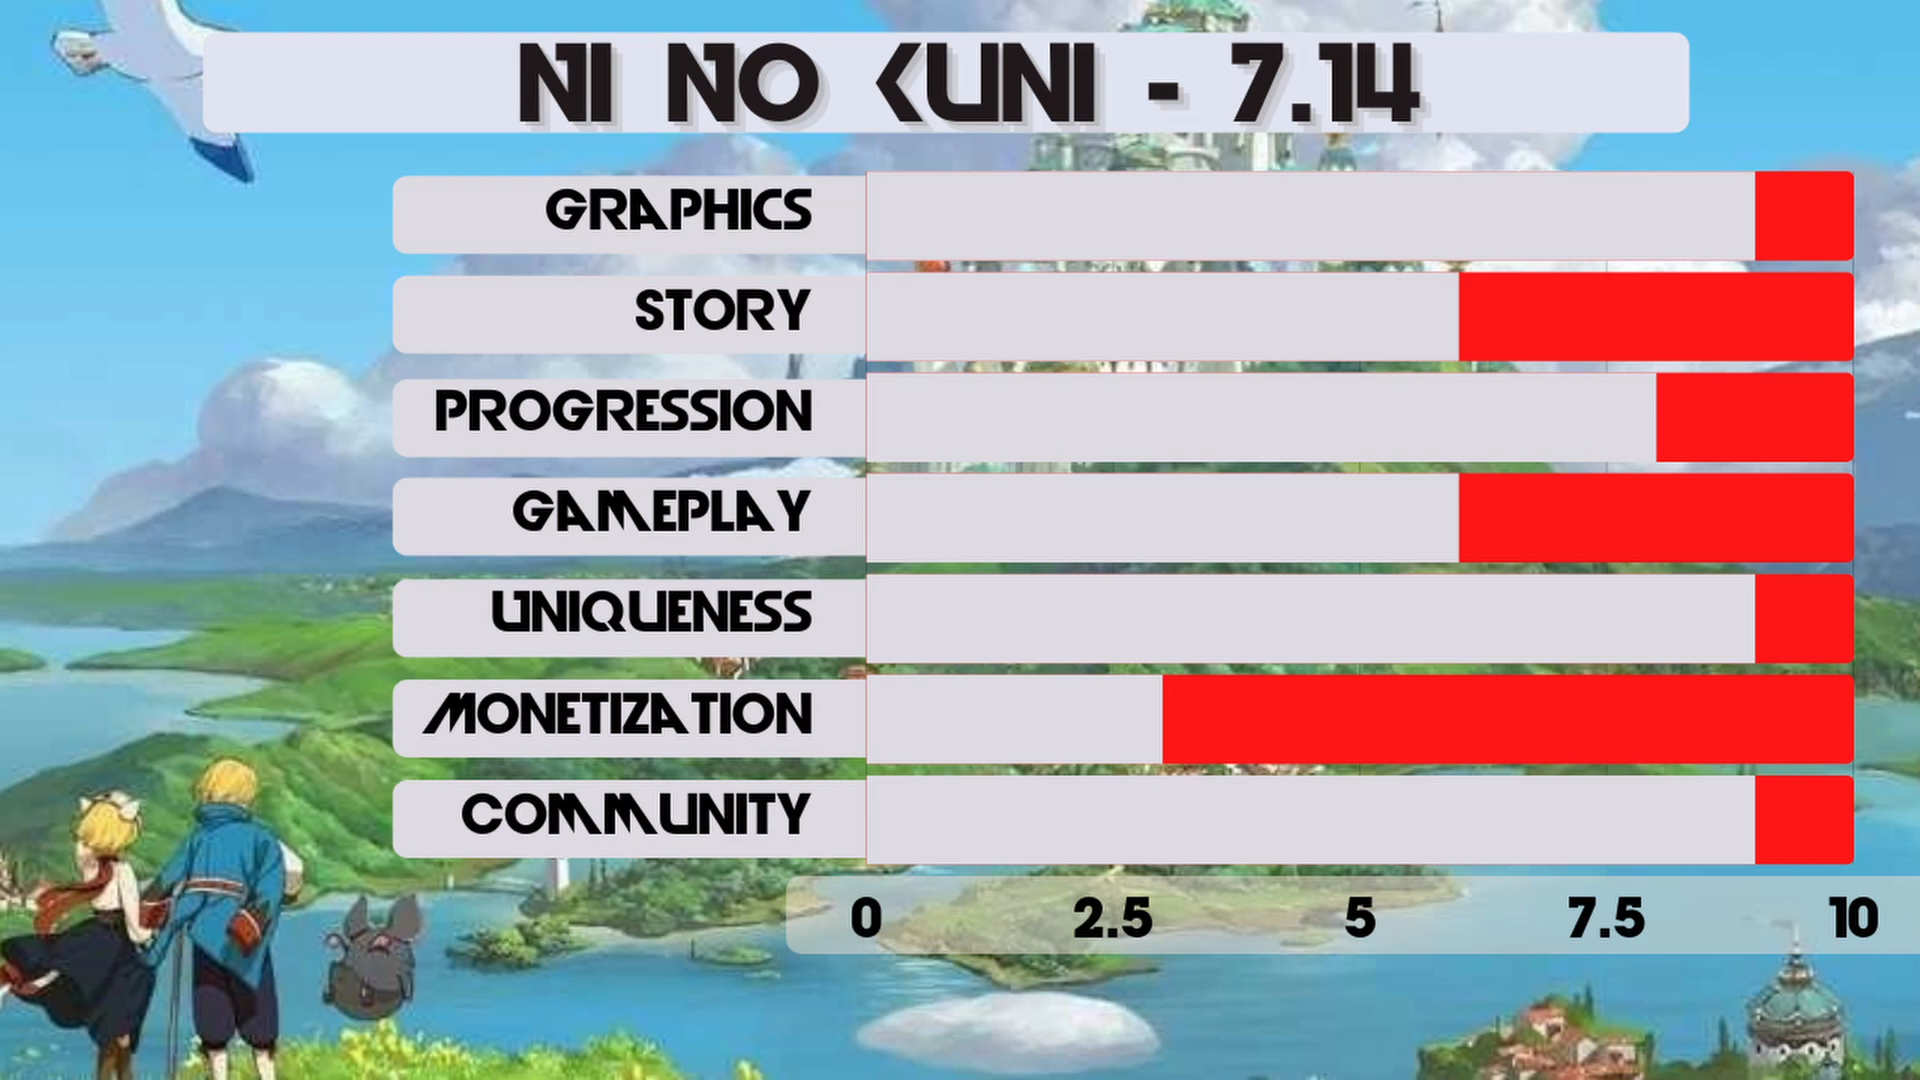 NI NO KUNI - 7.14
GRAPHICS
STORY
PROGRESSION
GAMEPLAY
UNIQUENESS
MONETIZATION
COMMUNITY
0 2.5 5 7.5 10